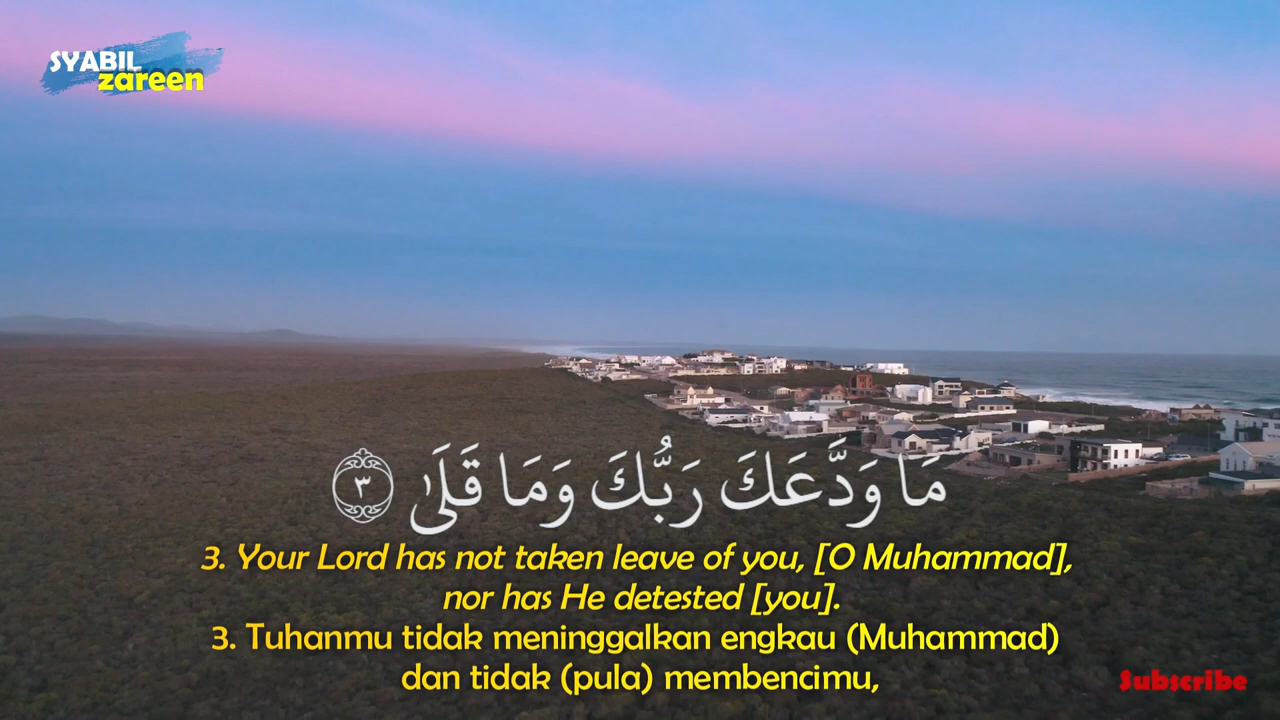 SYABIL
zareen
مَا وَدَّعَكَ رَبُّكَ وَمَا قَلَىٰ ٣
3. Your Lord has not taken leave of you, [O Muhammad],
nor has He detested [you].
3. Tuhanmu tidak meninggalkan engkau (Muhammad)
dan tidak (pula) membencimu,
Subscribe